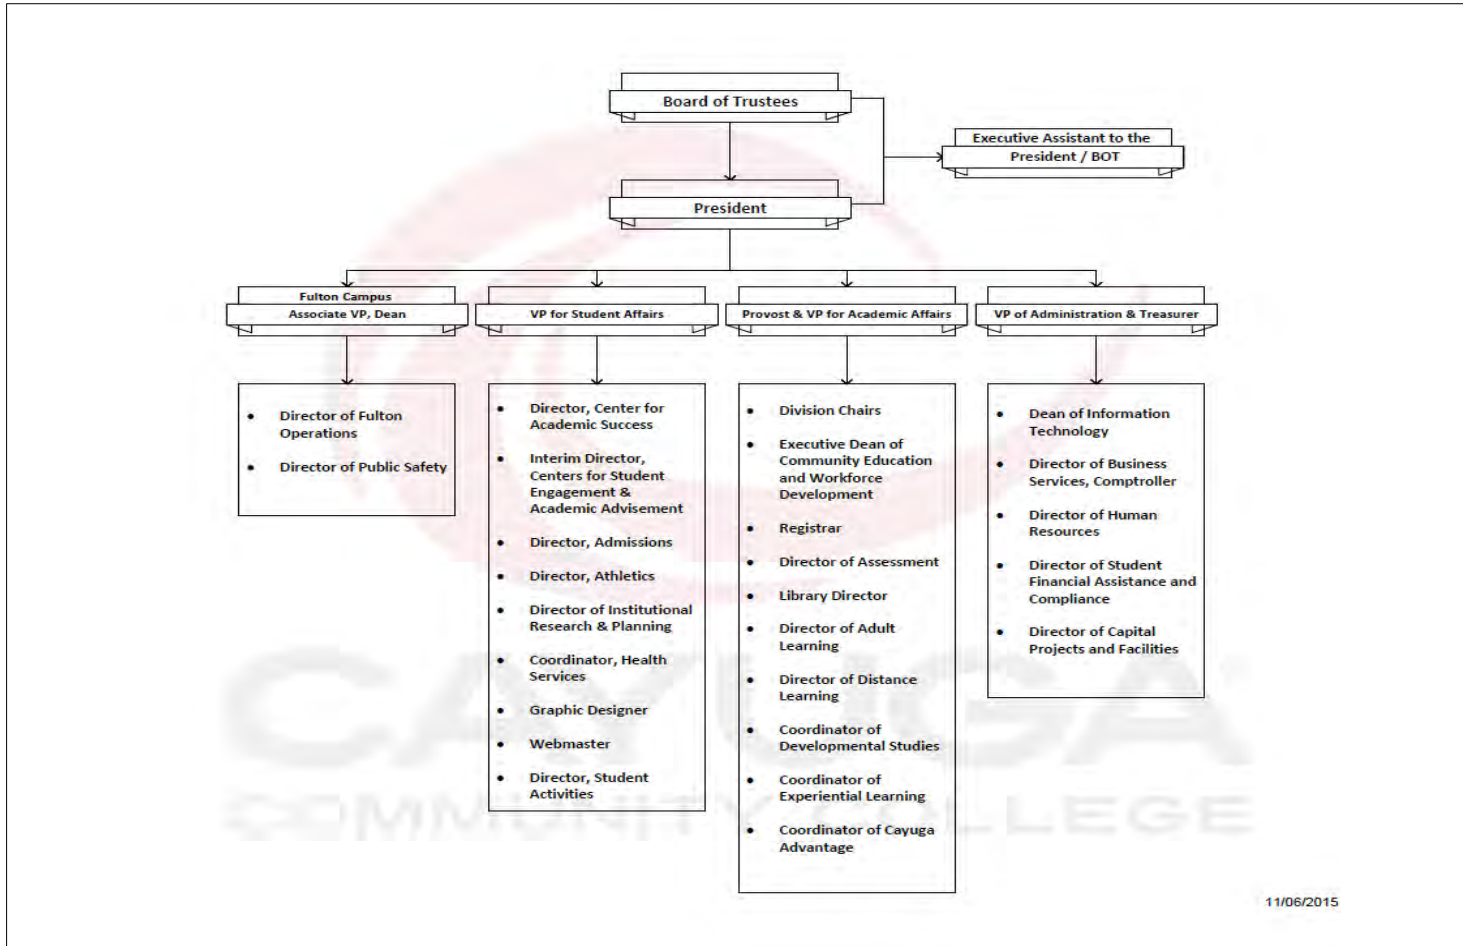 Board of Trustees
Executive Assistant to the
President / BOT
President
Fulton Campus
Associate VP, Dean
VP for Student Affairs
Provost & VP for Academic Affairs
VP of Administration & Treasurer
• Director of Fulton
Operations
• Director of Public Safety
• Director, Center for
Academic Success
• Interim Director,
Centers for Student
Engagement &
Academic Advisement
• Director, Admissions
• Director, Athletics
• Director of Institutional
Research & Planning
• Coordinator, Health
Services
• Graphic Designer
• Webmaster
• Director, Student
Activities
• Division Chairs
• Executive Dean of
Community Education
and Workforce
Development
• Registrar
• Director of Assessment
• Library Director
• Director of Adult
Learning
• Director of Distance
Learning
• Coordinator of
Developmental Studies
• Coordinator of
Experiential Learning
• Coordinator of Cayuga
Advantage
• Dean of Information
Technology
• Director of Business
Services, Comptroller
• Director of Human
Resources
• Director of Student
Financial Assistance and
Compliance
• Director of Capital
Projects and Facilities
CAYUGA
COMMUNITY COLLEGE
11/06/2015